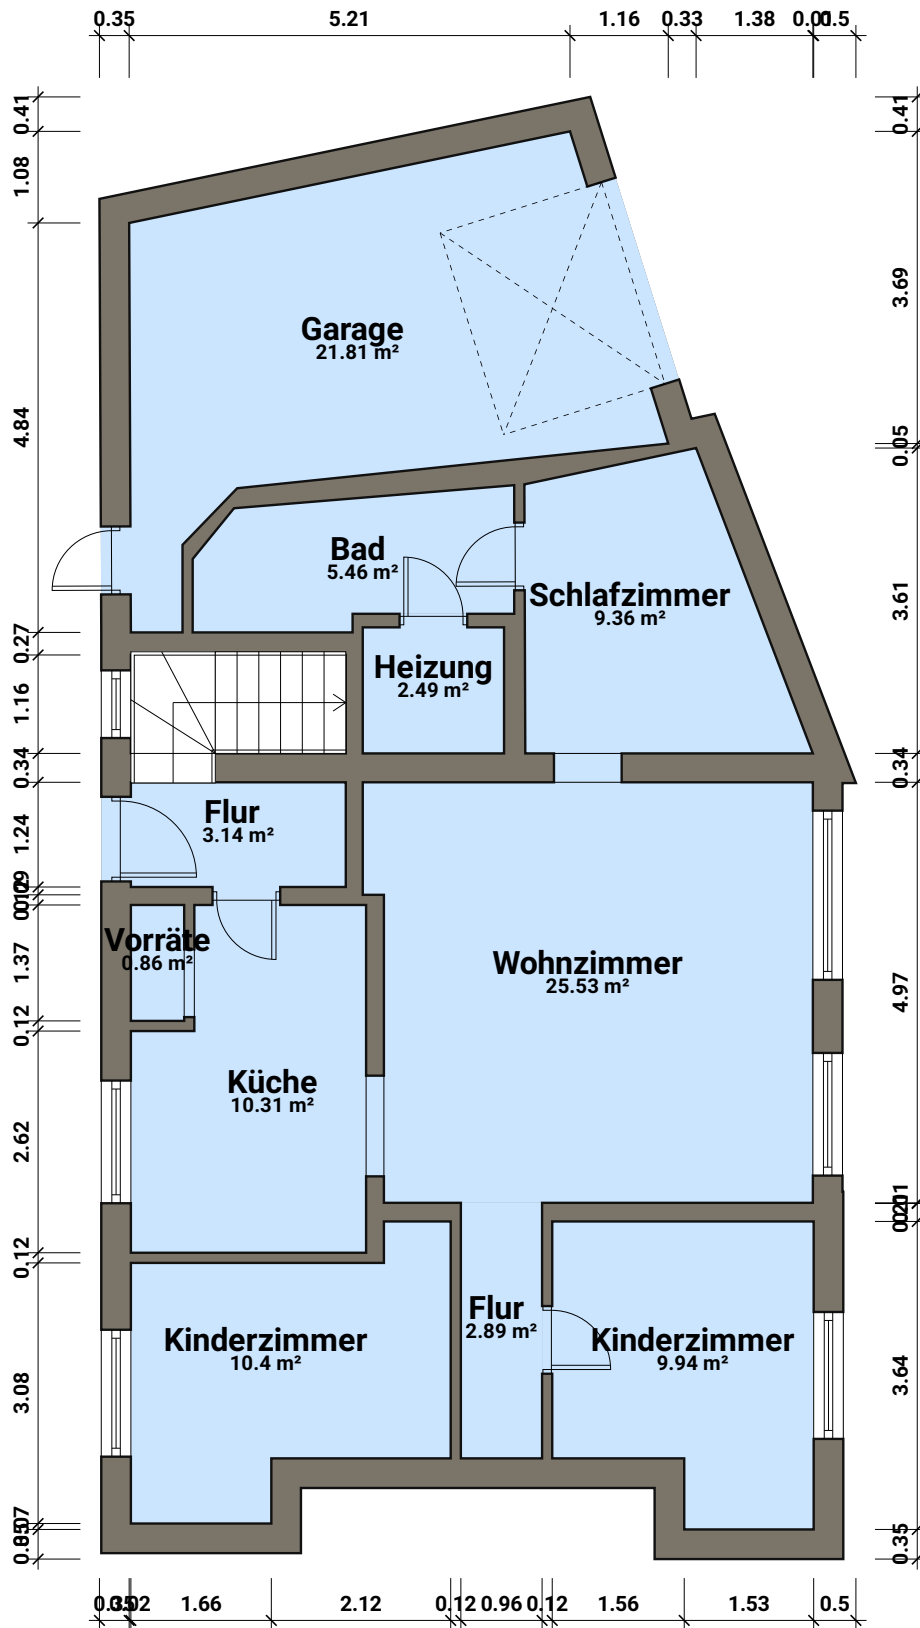 0.35 5.21 1.16 0.33 1.38 0.5
0.41
1.08
4.84
0.27
1.16
0.34
1.24
1.37
0.12
2.62
0.12
3.08
0.41
3.69
0.05
3.61
0.34
4.97
3.64
0.35
Garage
21.81 m²
Bad
5.46 m²
Schlafzimmer
9.36 m²
Heizung
2.49 m²
Flur
3.14 m²
Vorräte
0.86 m²
Wohnzimmer
25.53 m²
Küche
10.31 m²
Flur
2.89 m²
Kinderzimmer
10.4 m²
Kinderzimmer
9.94 m²
1.66 2.12 0.12 0.96 0.12 1.56 1.53 0.5